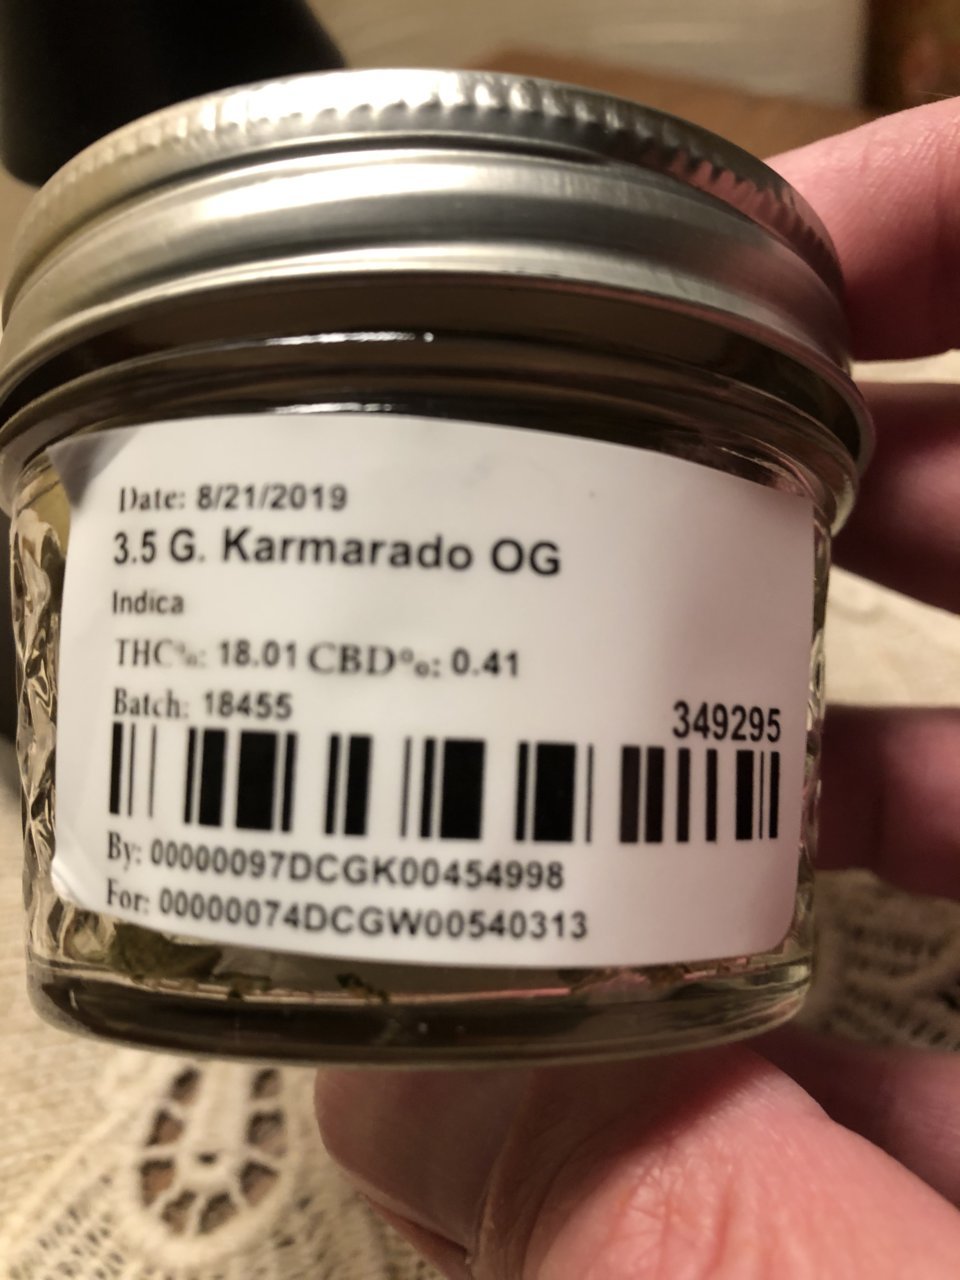 Date: 8/21/2019
3.5 G. Karmarado OG
Indica
THC%: 18.01 CBD%: 0.41
Batch: 18455
349295
By: 00000097DCGK00454998
For: 00000074DCGW00540313